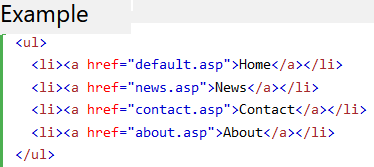 Example
<ul>
<li><a href="default.asp">Home</a></li>
<li><a href="news.asp">News</a></li>
<li><a href="contact.asp">Contact</a></li>
<li><a href="about.asp">About</a></li>
</ul>